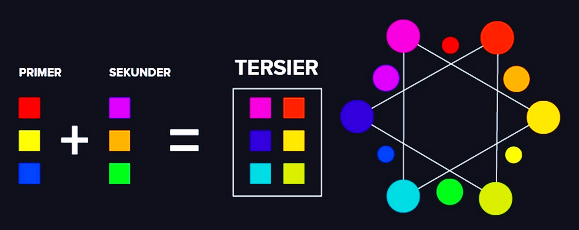 PRIMER
SEKUNDER
TERSIER
+
=